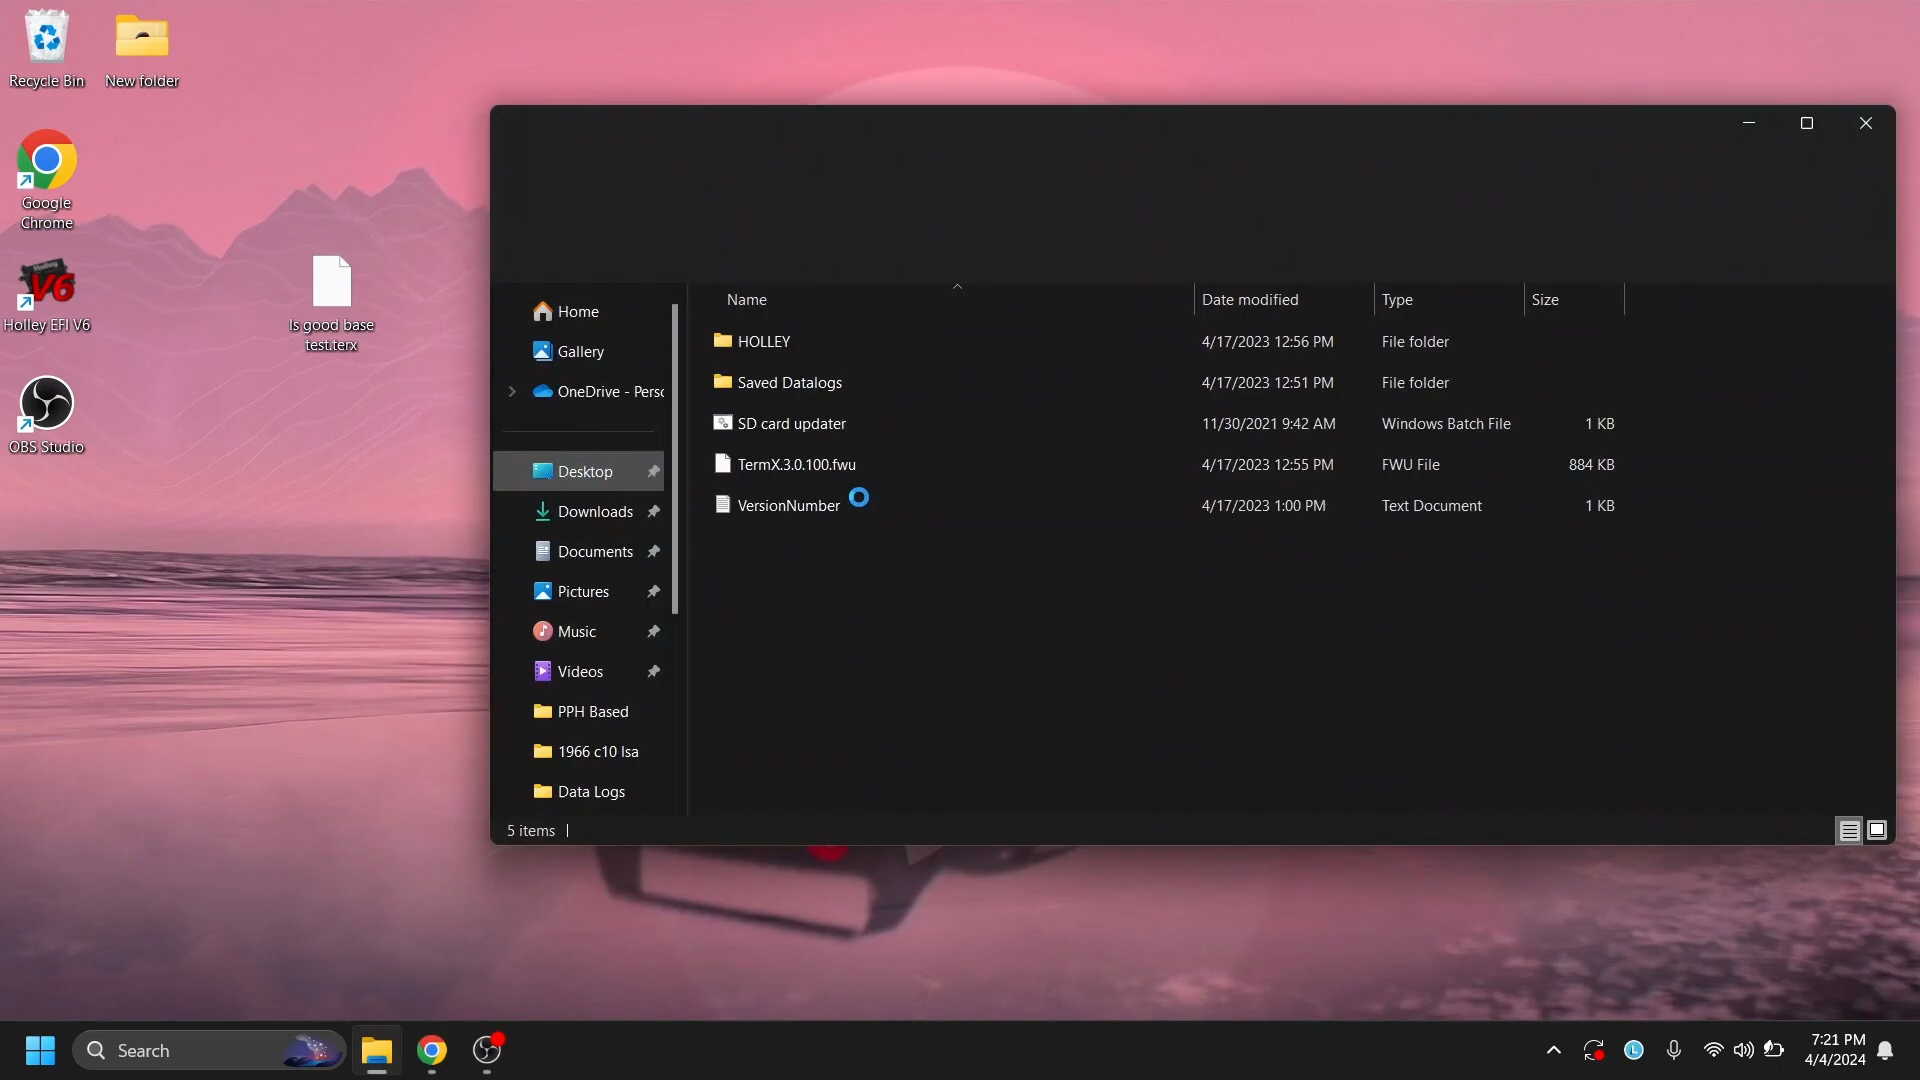 Recycle Bin
New folder
Google
Chrome
Holley
V6
Holley EFI V6
Is good base
test.terx
OBS Studio
Name
Date modified
Type
Size
Home
Gallery
OneDrive - Perso
Desktop
Downloads
Documents
Pictures
Music
Videos
PPH Based
1966 c10 lsa
Data Logs
HOLLEY
4/17/2023 12:56 PM
File folder
Saved Datalogs
4/17/2023 12:51 PM
File folder
SD card updater
11/30/2021 9:42 AM
Windows Batch File
1 KB
TermX.3.0.100.fwu
4/17/2023 12:55 PM
FWU File
884 KB
VersionNumber
4/17/2023 1:00 PM
Text Document
1 KB
5 items
Search
L
7:21 PM
4/4/2024